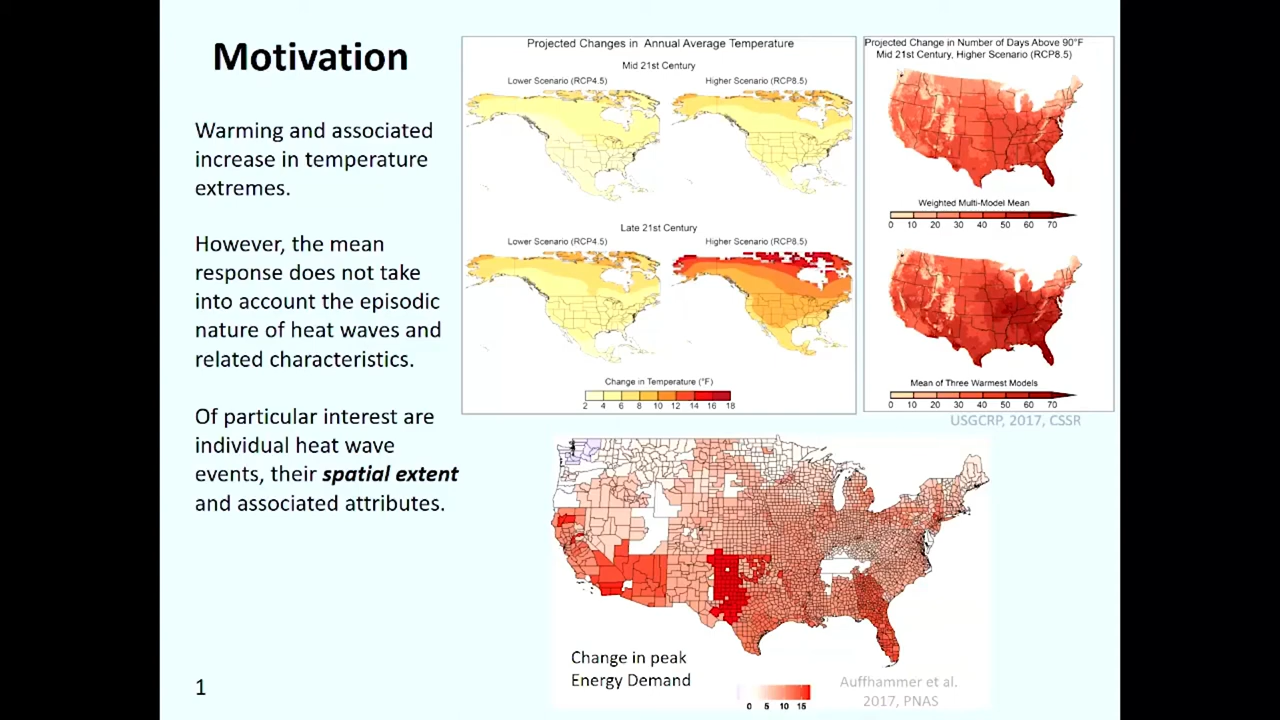 Motivation
Warming and associated
increase in temperature
extremes.
However, the mean
response does not take
into account the episodic
nature of heat waves and
related characteristics.
Of particular interest are
individual heat wave
events, their spatial extent
and associated attributes.
1
Projected Changes in Annual Average Temperature
Mid 21st Century
Lower Scenario (RCP4.5)
Higher Scenario (RCP8.5)
Late 21st Century
Lower Scenario (RCP4.5)
Higher Scenario (RCP8.5)
Change in Temperature (°F)
2 4 6 8 10 12 14 16 18
Projected Change in Number of Days Above 90°F
Mid 21st Century, Higher Scenario (RCP8.5)
Weighted Multi-Model Mean
0 10 20 30 40 50 60 70
Mean of Three Warmest Models
0 10 20 30 40 50 60 70
USGCRP, 2017, CSSR
Change in peak
Energy Demand
0 5 10 15
Auffhammer et al.
2017, PNAS